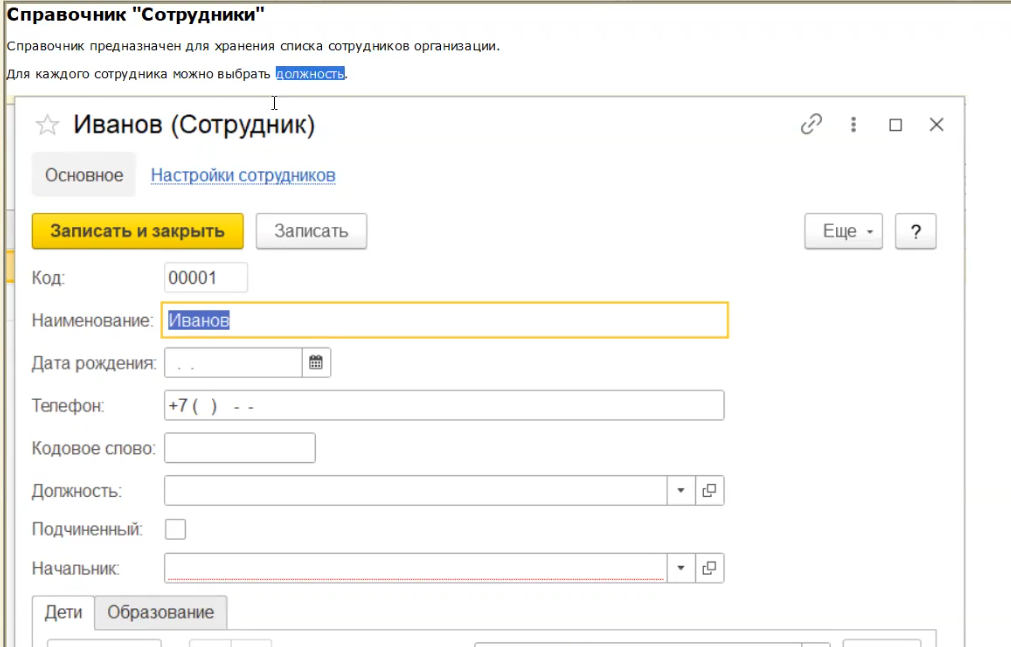 Справочник "Сотрудники"
Справочник предназначен для хранения списка сотрудников организации.
Для каждого сотрудника можно выбрать должность.
Иванов (Сотрудник)
Основное Настройки сотрудников
Записать и закрыть Записать Еще ?
Код: 00001
Наименование: Иванов
Дата рождения: . .
Телефон: +7 ( ) - -
Кодовое слово:
Должность:
Подчиненный:
Начальник:
Дети Образование